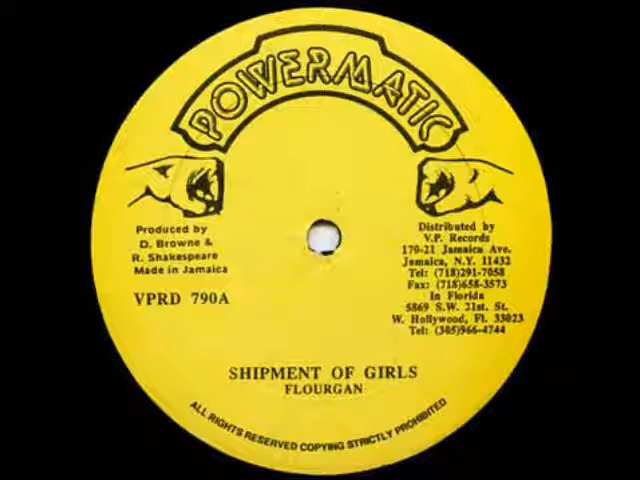 POWERMATIC
Produced by
D. Browne &
R. Shakespeare
Made in Jamaica
VPRD 790A
Distributed by
V.P. Records
170-21 Jamaica Ave.
Jamaica, N.Y. 11432
Tel: (718)291-7058
Fax: (718)658-3573
In Florida
5869 S.W. 21st. St.
W. Hollywood, Fl. 33023
Tel: (305)966-4744
SHIPMENT OF GIRLS
FLOURGAN
ALL RIGHTS RESERVED COPYING STRICTLY PROHIBITED